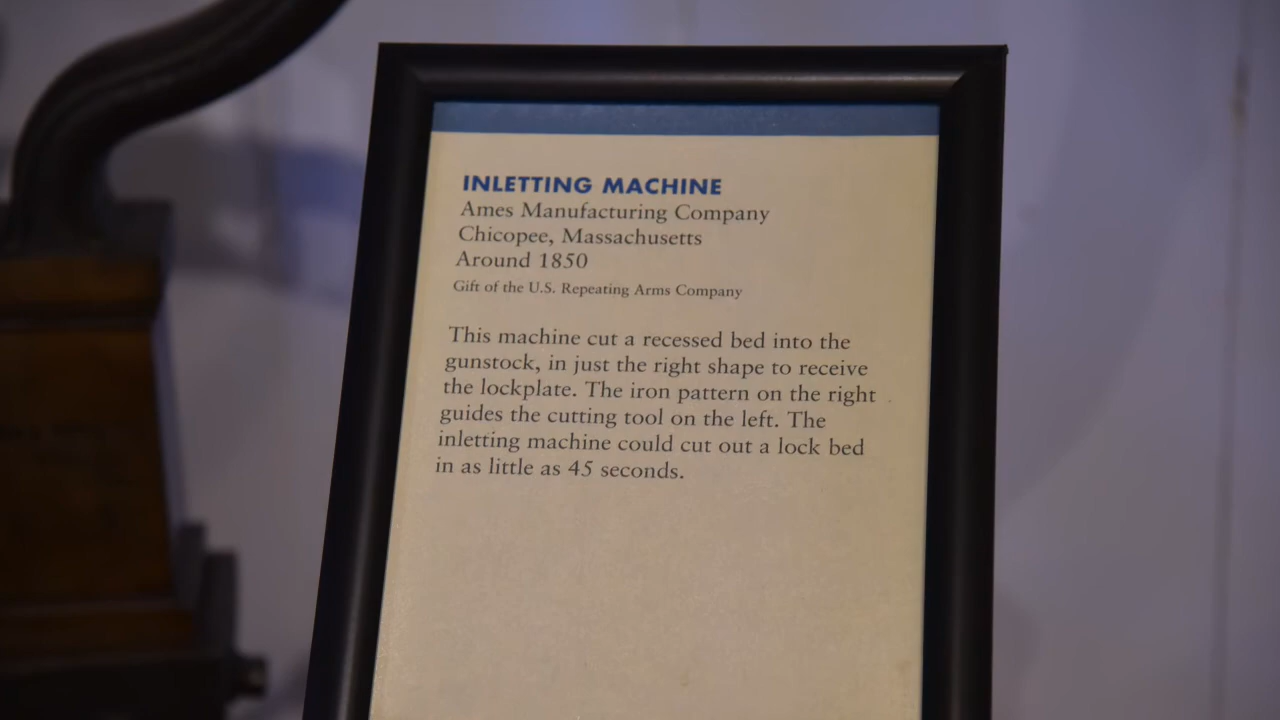 INLETTING MACHINE
Ames Manufacturing Company
Chicopee, Massachusetts
Around 1850
Gift of the U.S. Repeating Arms Company
This machine cut a recessed bed into the
gunstock, in just the right shape to receive
the lockplate. The iron pattern on the right
guides the cutting tool on the left. The
inletting machine could cut out a lock bed
in as little as 45 seconds.